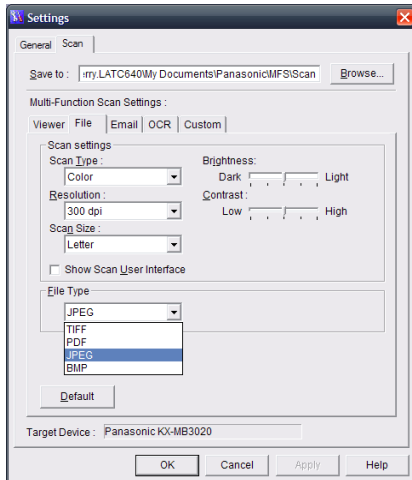 Settings
General Scan
Save to : erry.LATC640\My Documents\Panasonic\MFS\Scan Browse...
Multi-Function Scan Settings :
Viewer File Email OCR Custom
Scan settings
Scan Type : Brightness:
Color Dark Light
Resolution : Contrast :
300 dpi Low High
Scan Size :
Letter
Show Scan User Interface
File Type
JPEG
TIFF
PDF
JPEG
BMP
Default
Target Device : Panasonic KX-MB3020
OK Cancel Apply Help